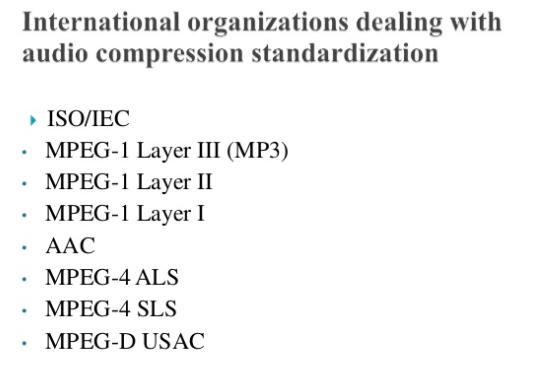 International organizations dealing with
audio compression standardization
ISO/IEC
MPEG-1 Layer III (MP3)
MPEG-1 Layer II
MPEG-1 Layer I
AAC
MPEG-4 ALS
MPEG-4 SLS
MPEG-D USAC